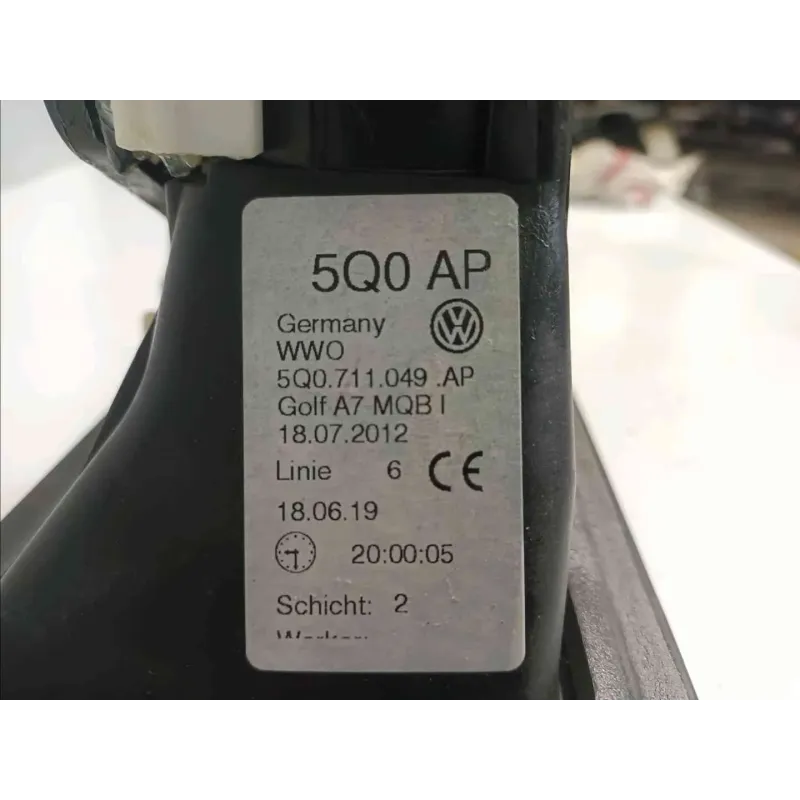 5Q0 AP
Germany
WWO
5Q0.711.049 .AP
Golf A7 MQB I
18.07.2012
Linie 6 CE
18.06.19
20:00:05
Schicht: 2